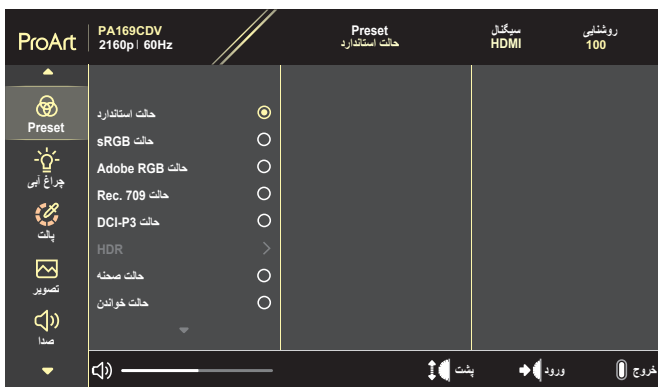 ProArt
PA169CDV
2160p | 60Hz
Preset
حالت استاندارد
سیگنال
HDMI
روشنایی
100
Preset
چراغ آبی
پالت
تصویر
صدا
حالت استاندارد
حالت sRGB
حالت Adobe RGB
حالت Rec. 709
حالت DCI-P3
HDR
حالت صحنه
حالت خواندن
پشت
ورود
خروج